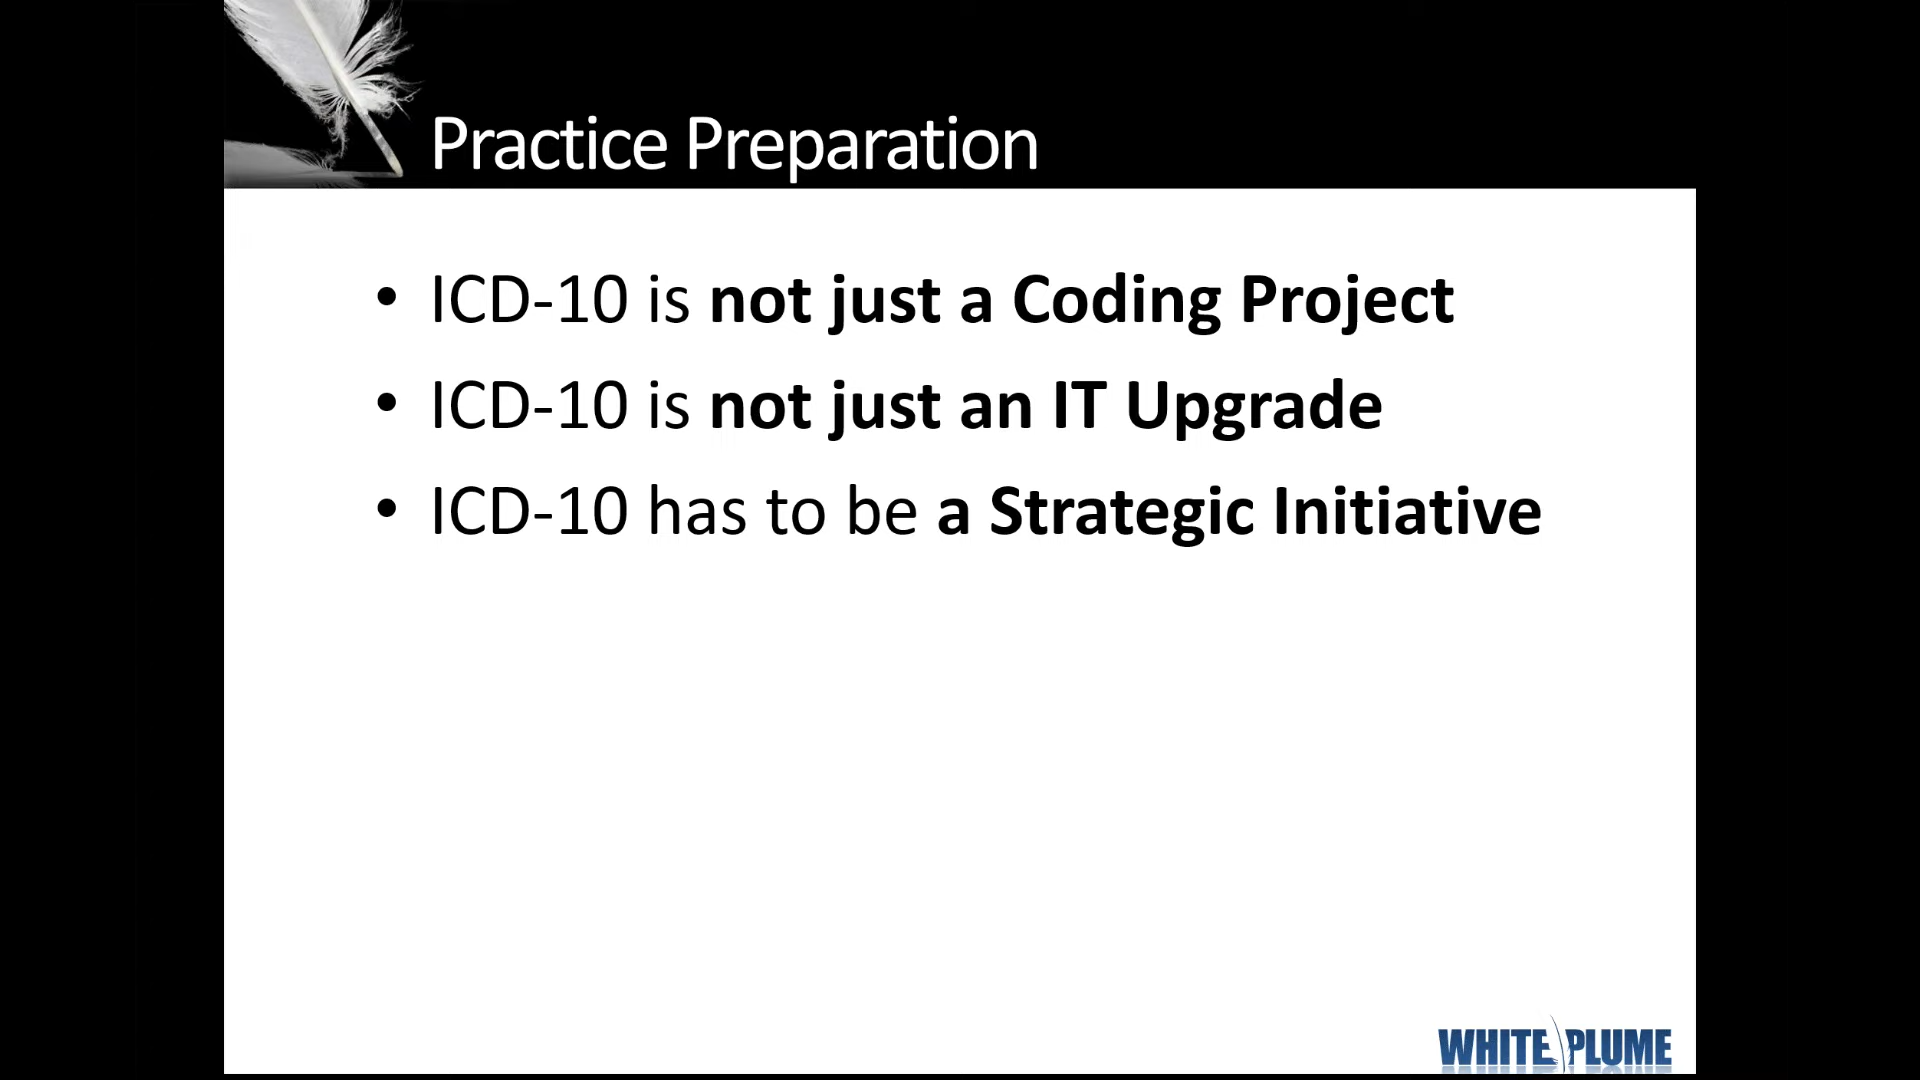 Practice Preparation
• ICD-10 is not just a Coding Project
• ICD-10 is not just an IT Upgrade
• ICD-10 has to be a Strategic Initiative
WHITE PLUME